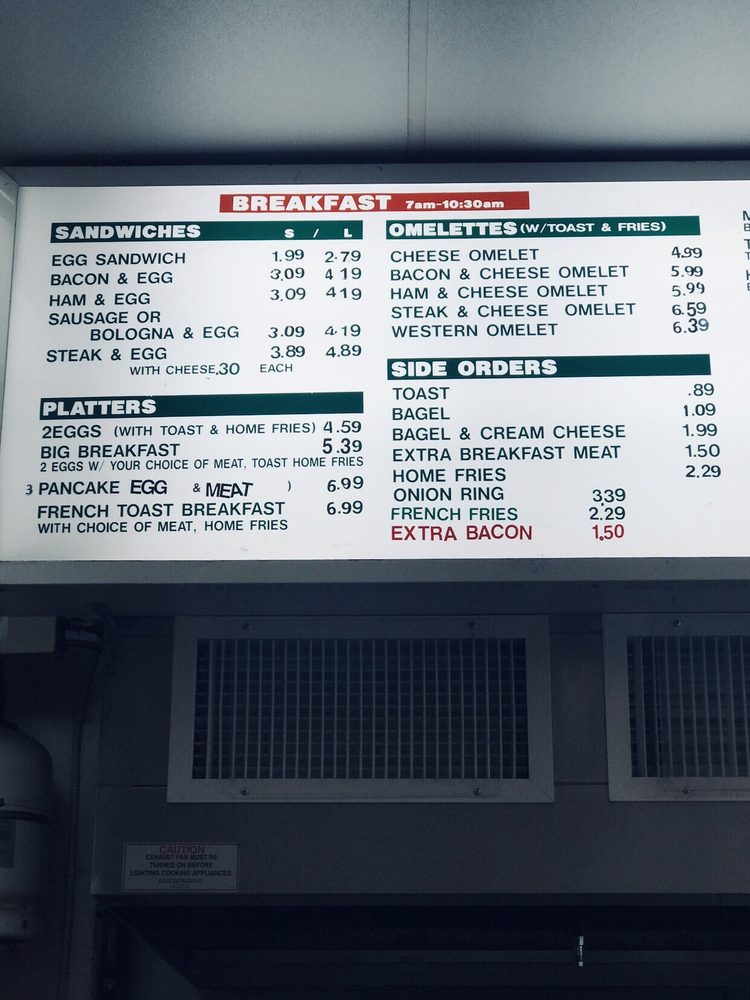 BREAKFAST 7am-10:30am
SANDWICHES S / L
EGG SANDWICH 1.99 2.79
BACON & EGG 3.09 4 19
HAM & EGG 3.09 4 19
SAUSAGE OR
BOLOGNA & EGG 3.09 4.19
STEAK & EGG 3.89 4.89
WITH CHEESE .30 EACH
PLATTERS
2EGGS (WITH TOAST & HOME FRIES) 4.59
BIG BREAKFAST 5.39
2 EGGS W/ YOUR CHOICE OF MEAT, TOAST HOME FRIES
3 PANCAKE EGG & MEAT ) 6.99
FRENCH TOAST BREAKFAST 6.99
WITH CHOICE OF MEAT, HOME FRIES
OMELETTES (W/TOAST & FRIES)
CHEESE OMELET 4.99
BACON & CHEESE OMELET 5.99
HAM & CHEESE OMELET 5.99
STEAK & CHEESE OMELET 6.59
WESTERN OMELET 6.39
SIDE ORDERS
TOAST .89
BAGEL 1.09
BAGEL & CREAM CHEESE 1.99
EXTRA BREAKFAST MEAT 1.50
HOME FRIES 2.29
ONION RING 339
FRENCH FRIES 2.29
EXTRA BACON 1.50
CAUTION
EXHAUST FAN MUST BE
TURNED ON BEFORE
LIGHTING COOKING APPLIANCES